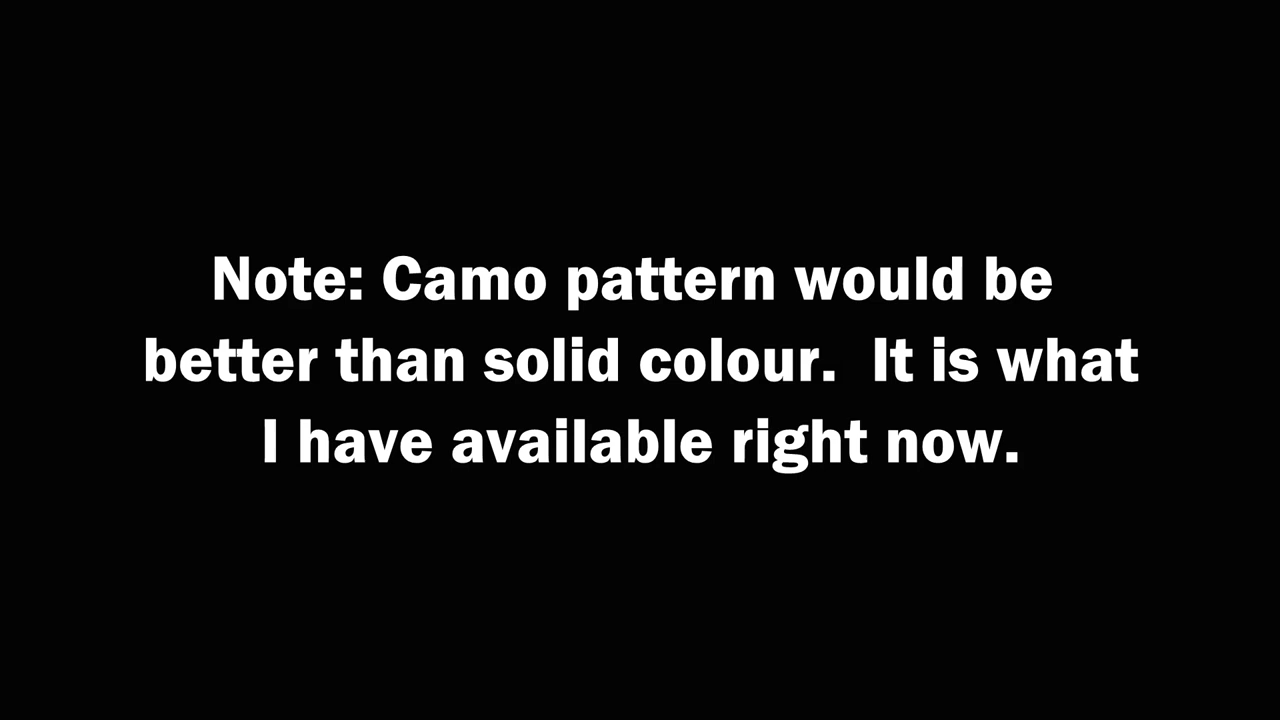 Note: Camo pattern would be
better than solid colour.  It is what
I have available right now.